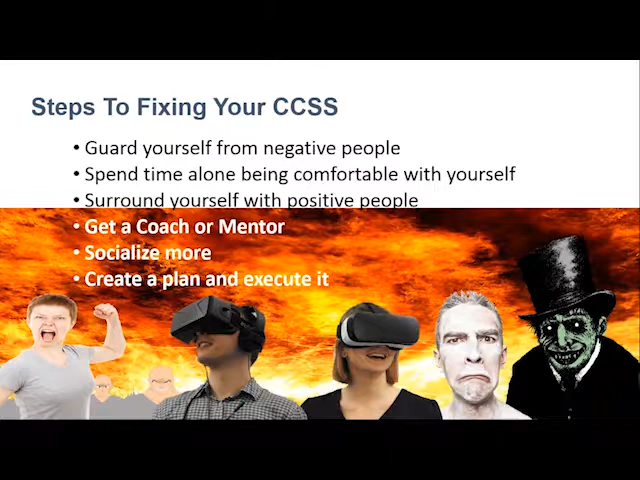 Steps To Fixing Your CCSS
• Guard yourself from negative people
• Spend time alone being comfortable with yourself
• Surround yourself with positive people
• Get a Coach or Mentor
• Socialize more
• Create a plan and execute it